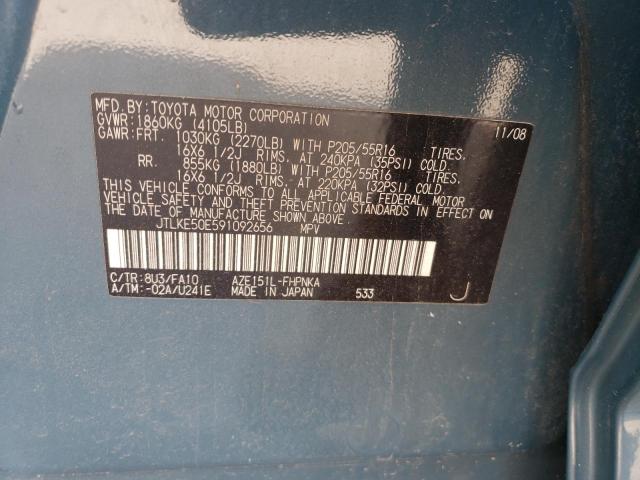 MFD. BY: TOYOTA MOTOR CORPORATION 11/08
GVWR: 1860KG (4105LB)
GAWR: FRT. 1030KG (2270LB) WITH P205/55R16 TIRES.
16X6 1/2J RIMS. AT 240KPA (35PSI) COLD.
RR. 855KG (1880LB) WITH P205/55R16 TIRES.
16X6 1/2J RIMS. AT 220KPA (32PSI) COLD.
THIS VEHICLE CONFORMS TO ALL APPLICABLE FEDERAL MOTOR
VEHICLE SAFETY AND THEFT PREVENTION STANDARDS IN EFFECT ON
THE DATE OF MANUFACTURE SHOWN ABOVE.
JTLKE50E591092656 MPV
C/TR: 8U3/FA10 AZE151L-FHPNKA
A/TM: -02A/U241E MADE IN JAPAN 533 J